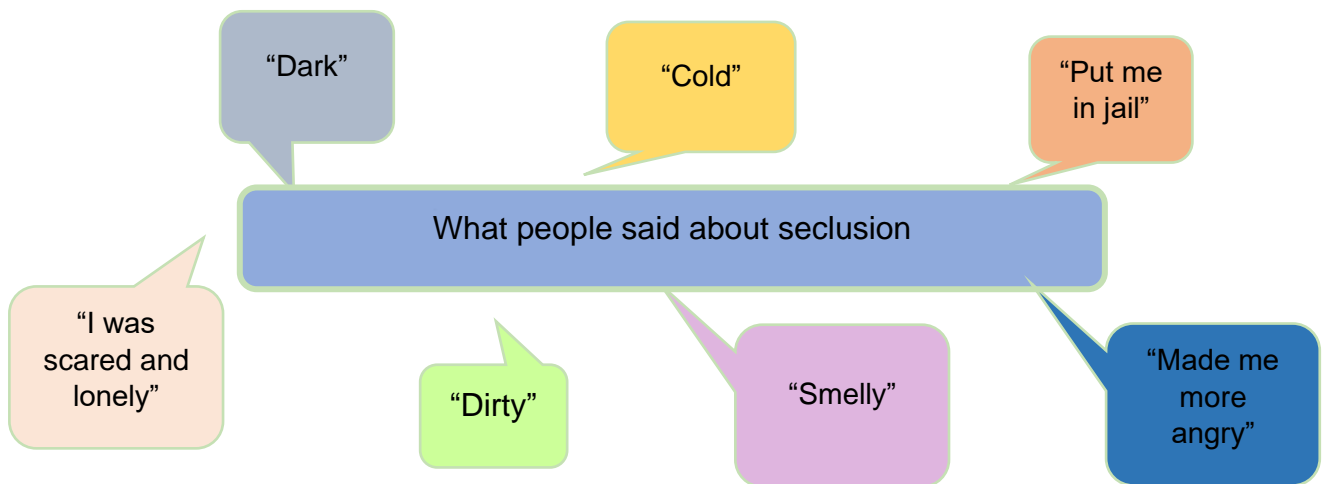 “Dark”
“Cold”
“Put me
in jail”
What people said about seclusion
“I was
scared and
lonely”
“Dirty”
“Smelly”
“Made me
more
angry”